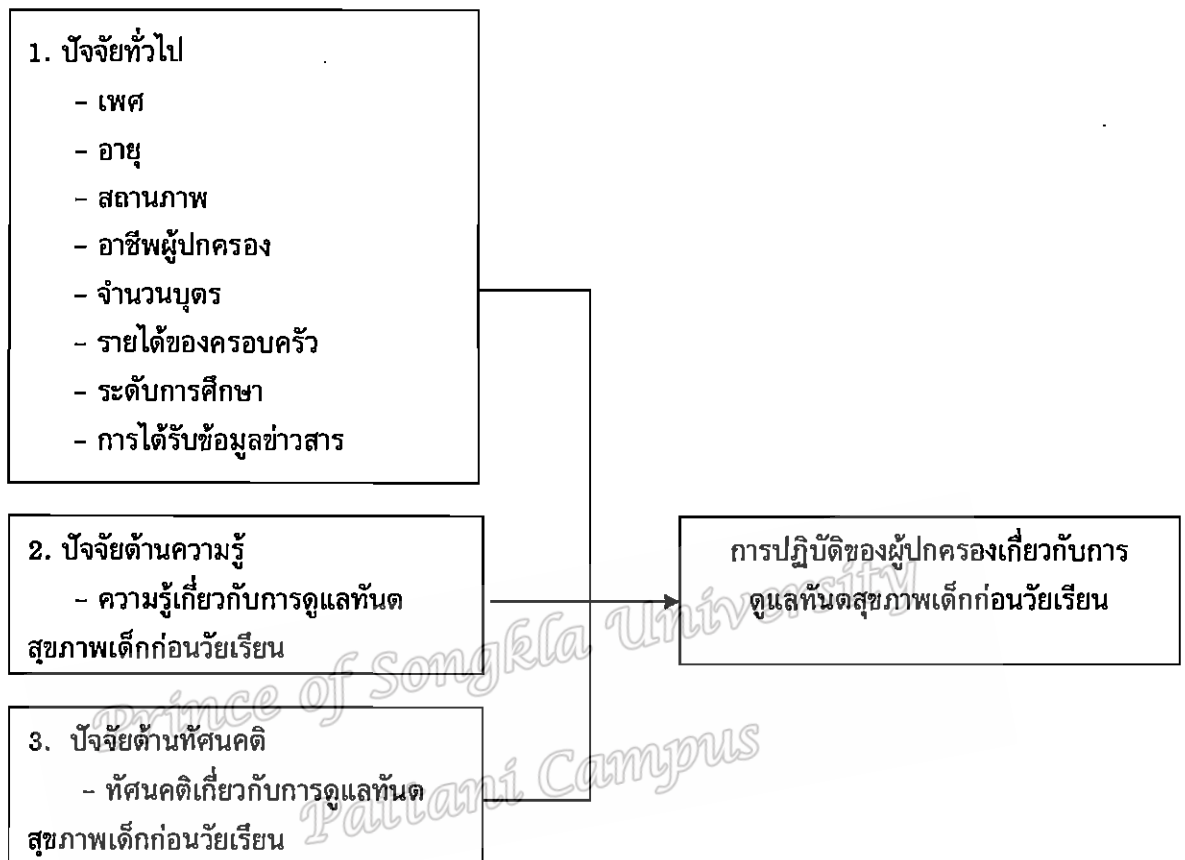 1. ปัจจัยทั่วไป
- เพศ
- อายุ
- สถานภาพ
- อาชีพผู้ปกครอง
- จำนวนบุตร
- รายได้ของครอบครัว
- ระดับการศึกษา
- การได้รับข้อมูลข่าวสาร
2. ปัจจัยด้านความรู้
- ความรู้เกี่ยวกับการดูแลทันต
สุขภาพเด็กก่อนวัยเรียน
3. ปัจจัยด้านทัศนคติ
- ทัศนคติเกี่ยวกับการดูแลทันต
สุขภาพเด็กก่อนวัยเรียน
การปฏิบัติของผู้ปกครองเกี่ยวกับการ
ดูแลทันตสุขภาพเด็กก่อนวัยเรียน
Prince of Songkla University
Pattani Campus